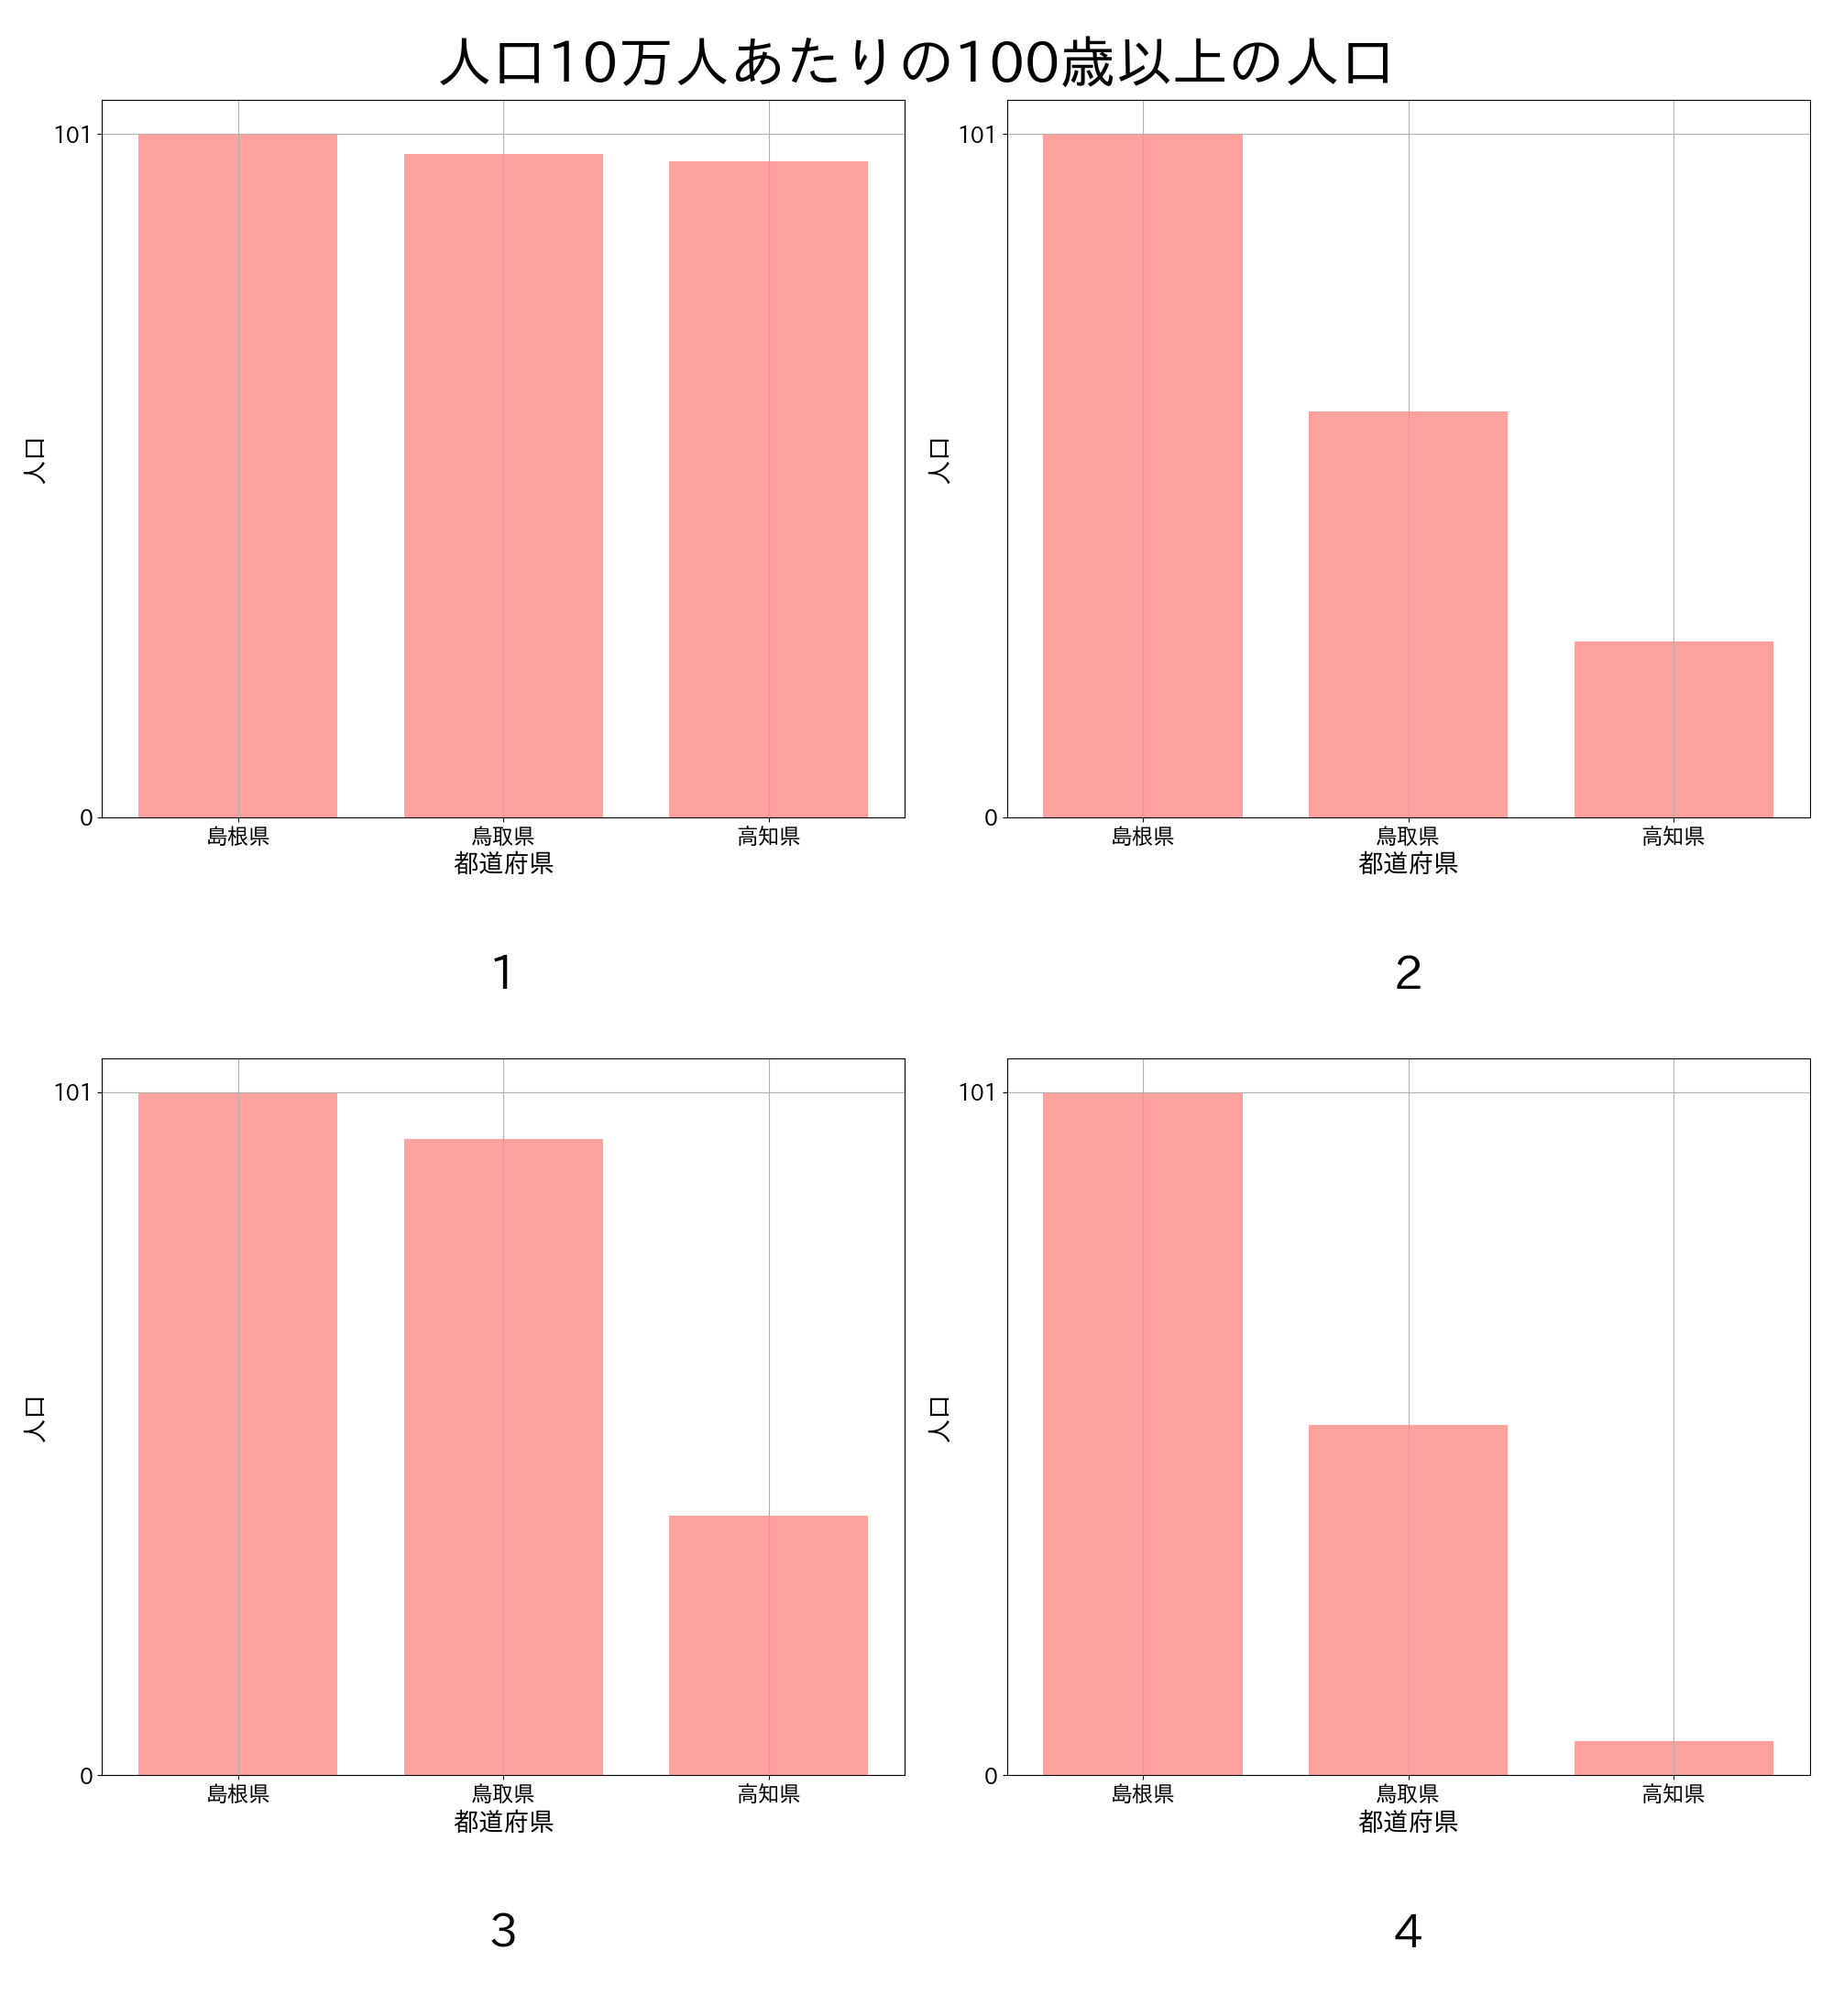 人口10万人あたりの100歳以上の人口
101
0
人口
島根県 鳥取県 高知県
都道府県
1
101
0
人口
島根県 鳥取県 高知県
都道府県
2
101
0
人口
島根県 鳥取県 高知県
都道府県
3
101
0
人口
島根県 鳥取県 高知県
都道府県
4